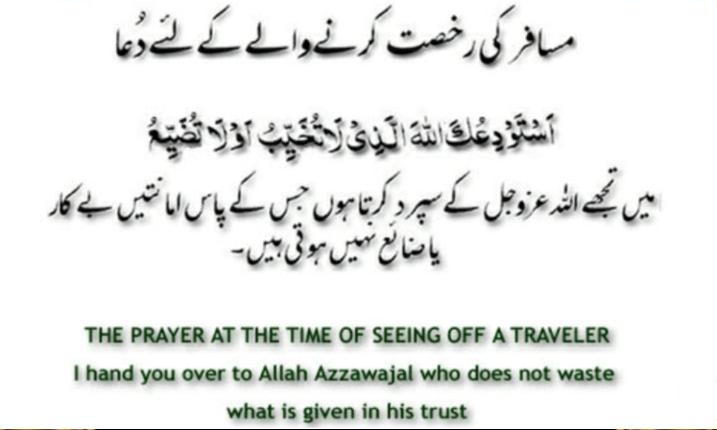 مسافر کی رخصت کرنے والے کے لئے دُعا
اَسْتَوْدِعُكَ اللّٰهَ الَّذِیْ لَا تُخَیِّبُ اَوْلَا تُضَیِّعُ
میں تجھے اللہ عزوجل کے سپرد کرتا ہوں جس کے پاس امانتیں بے کار
یا ضائع نہیں ہوتی ہیں۔
THE PRAYER AT THE TIME OF SEEING OFF A TRAVELER
I hand you over to Allah Azzawajal who does not waste
what is given in his trust